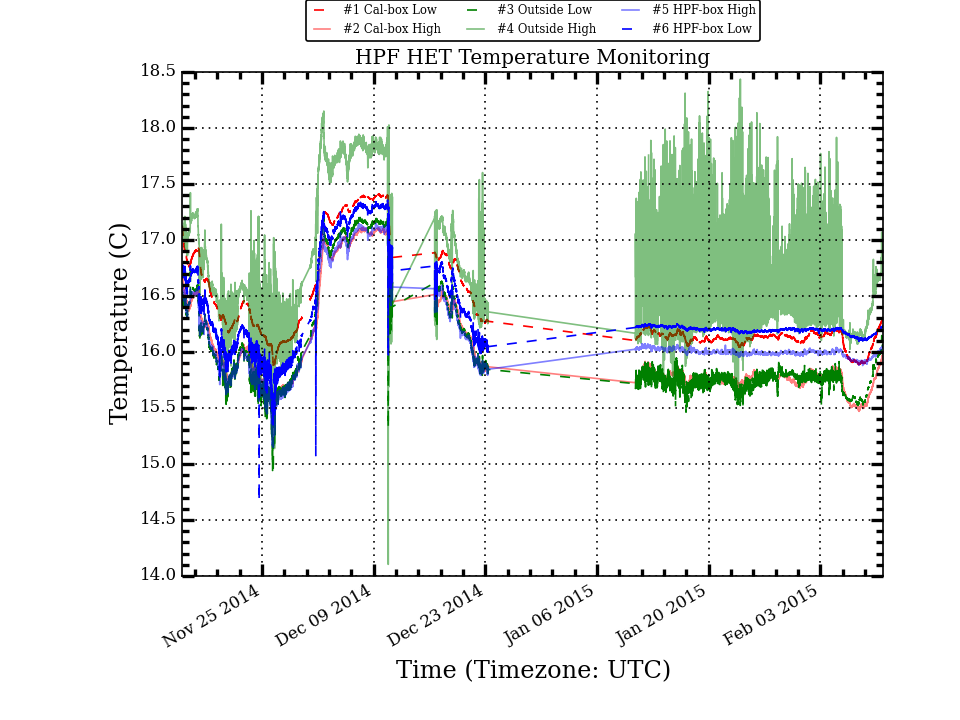 #1 Cal-box Low #3 Outside Low #5 HPF-box High
#2 Cal-box High #4 Outside High #6 HPF-box Low
HPF HET Temperature Monitoring
18.5
18.0
17.5
17.0
16.5
16.0
15.5
15.0
14.5
14.0
Temperature (C)
Nov 25 2014 Dec 09 2014 Dec 23 2014 Jan 06 2015 Jan 20 2015 Feb 03 2015
Time (Timezone: UTC)